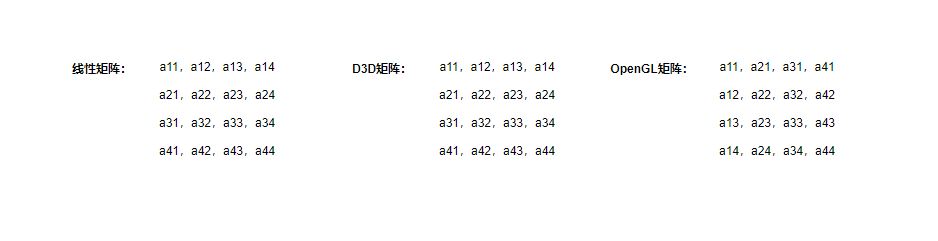 线性矩阵： a11，a12，a13，a14 D3D矩阵： a11，a12，a13，a14 OpenGL矩阵： a11，a21，a31，a41
a21，a22，a23，a24 a21，a22，a23，a24 a12，a22，a32，a42
a31，a32，a33，a34 a31，a32，a33，a34 a13，a23，a33，a43
a41，a42，a43，a44 a41，a42，a43，a44 a14，a24，a34，a44